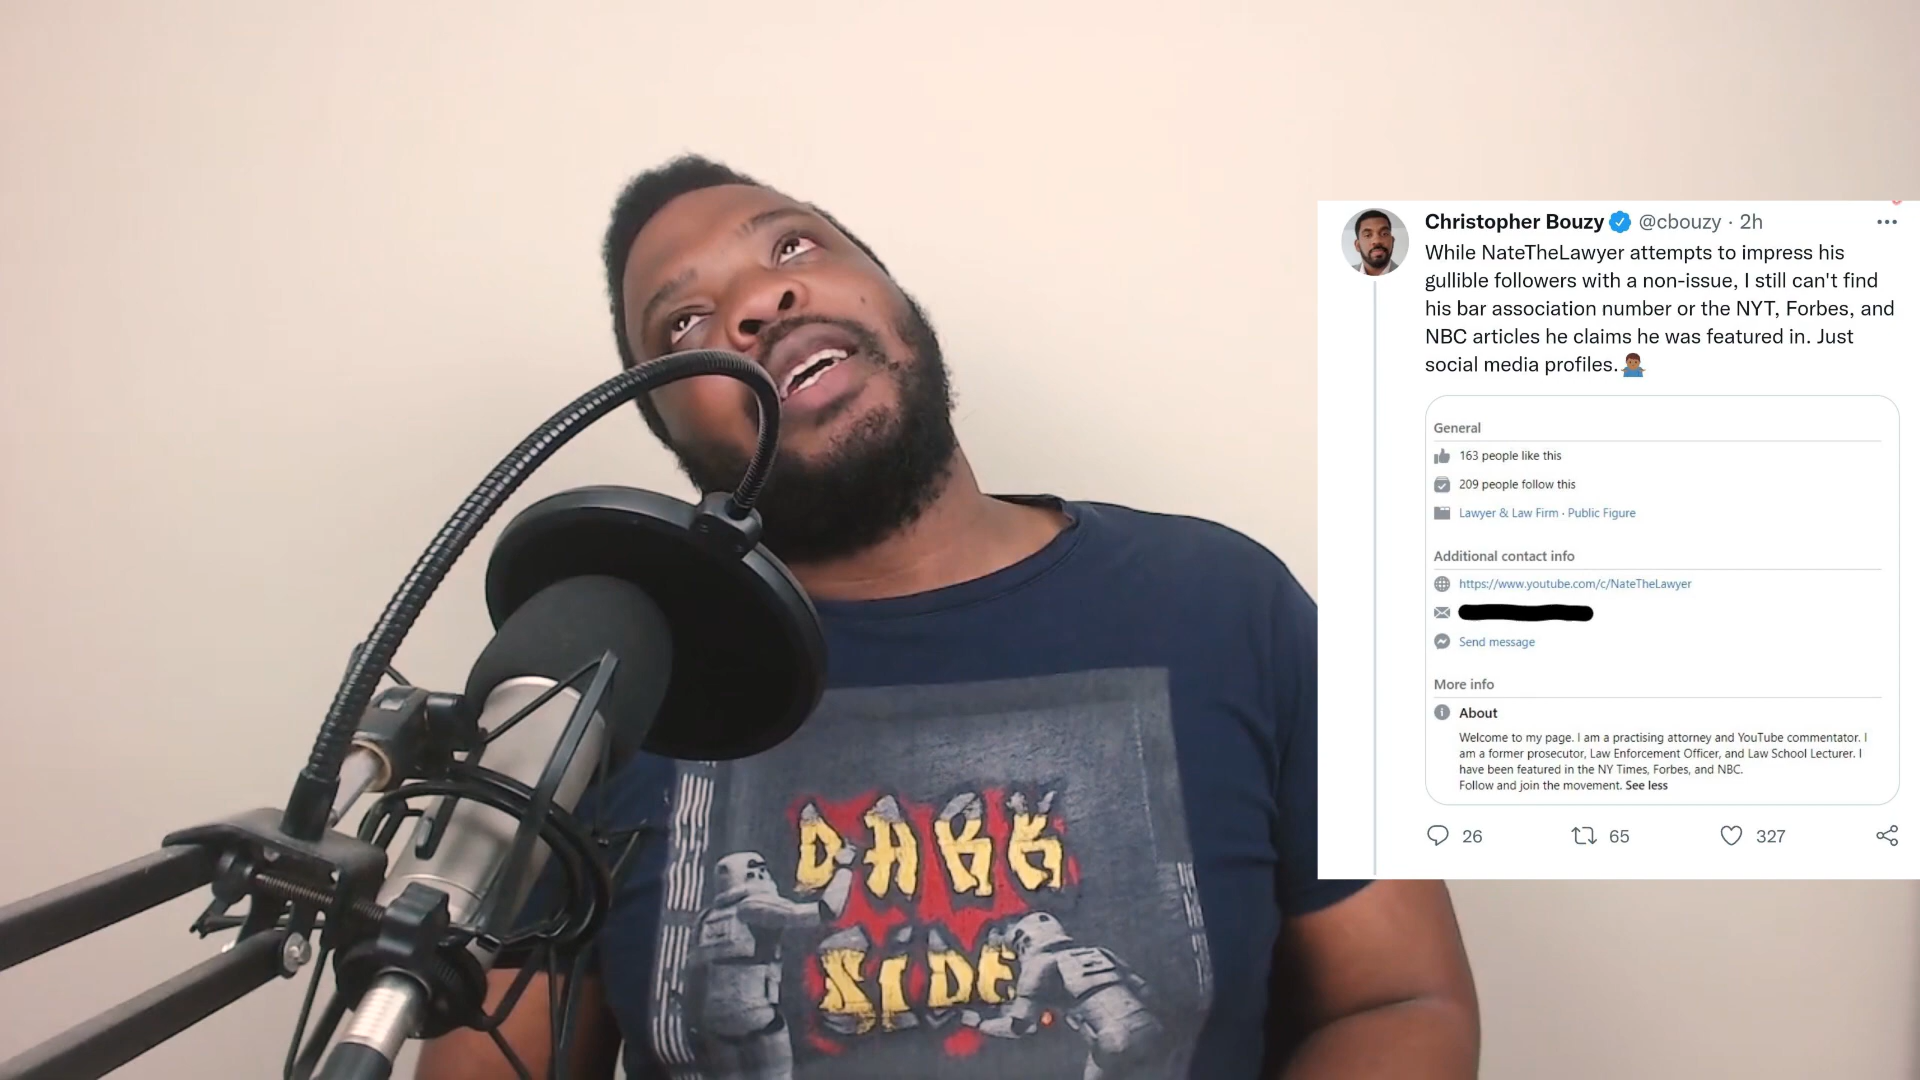 Christopher Bouzy @cbouzy · 2h
While NateTheLawyer attempts to impress his
gullible followers with a non-issue, I still can't find
his bar association number or the NYT, Forbes, and
NBC articles he claims he was featured in. Just
social media profiles.🤷🏾‍♂️
General
163 people like this
209 people follow this
Lawyer & Law Firm · Public Figure
Additional contact info
https://www.youtube.com/c/NateTheLawyer
Send message
More info
About
Welcome to my page. I am a practising attorney and YouTube commentator. I
am a former prosecutor, Law Enforcement Officer, and Law School Lecturer. I
have been featured in the NY Times, Forbes, and NBC.
Follow and join the movement. See less
26 65 327
DARK
SIDE